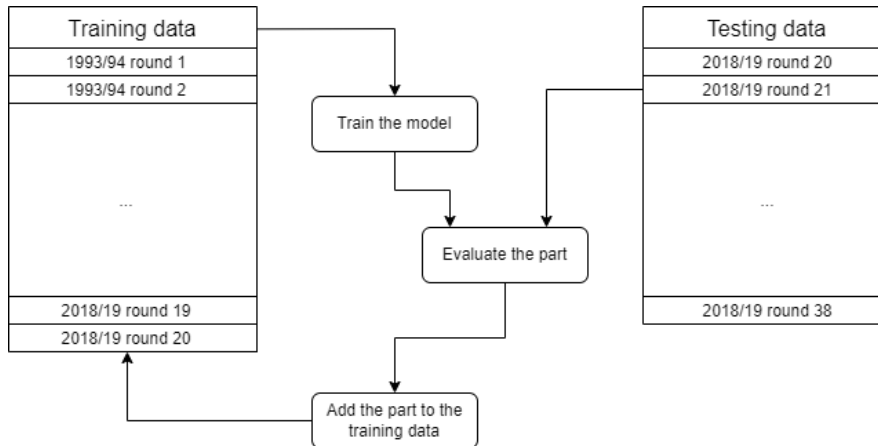 Training data
1993/94 round 1
1993/94 round 2
...
2018/19 round 19
2018/19 round 20
Train the model
Evaluate the part
Add the part to the
training data
Testing data
2018/19 round 20
2018/19 round 21
...
2018/19 round 38